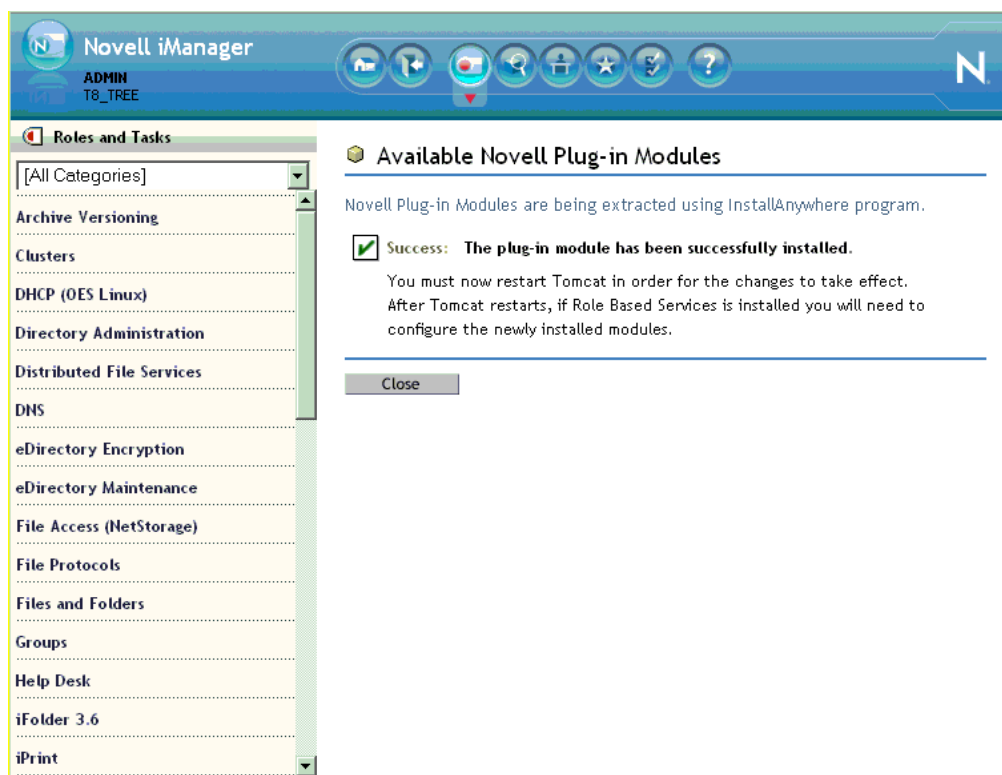 Novell iManager
ADMIN
T8_TREE
N
N
?
Roles and Tasks
[All Categories]
Archive Versioning
Clusters
DHCP (OES Linux)
Directory Administration
Distributed File Services
DNS
eDirectory Encryption
eDirectory Maintenance
File Access (NetStorage)
File Protocols
Files and Folders
Groups
Help Desk
iFolder 3.6
iPrint
Available Novell Plug-in Modules
Novell Plug-in Modules are being extracted using InstallAnywhere program.
Success: The plug-in module has been successfully installed.
You must now restart Tomcat in order for the changes to take effect.
After Tomcat restarts, if Role Based Services is installed you will need to
configure the newly installed modules.
Close